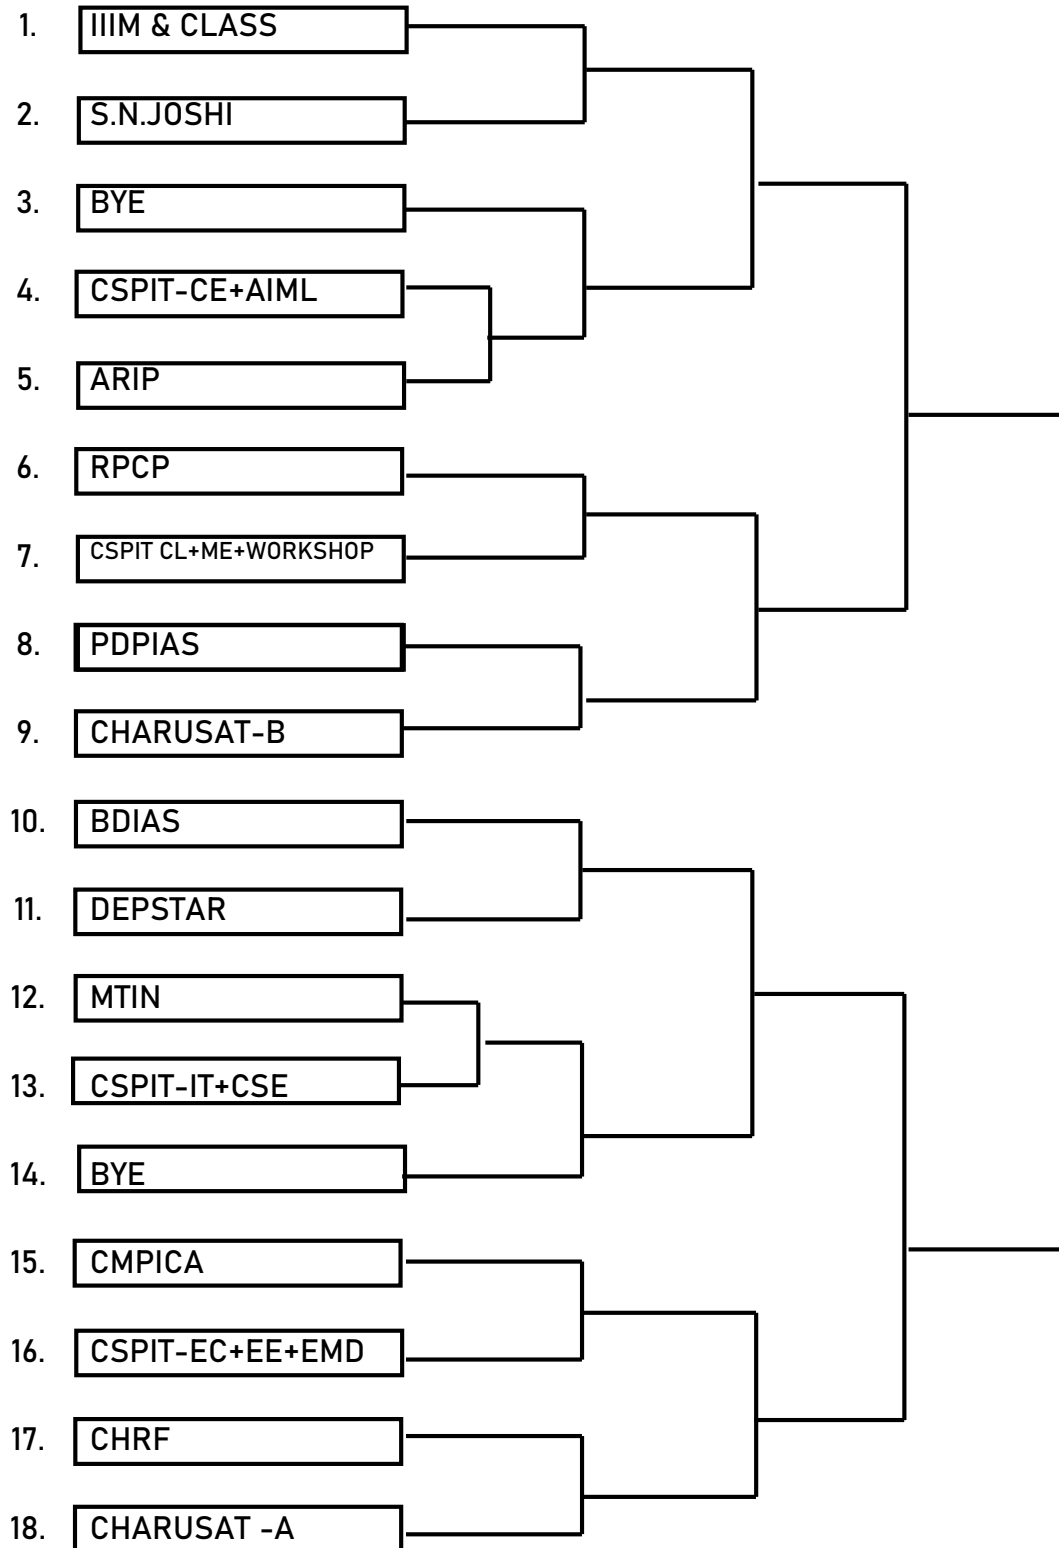 1. IIIM & CLASS
2. S.N.JOSHI
3. BYE
4. CSPIT-CE+AIML
5. ARIP
6. RPCP
7. CSPIT CL+ME+WORKSHOP
8. PDPIAS
9. CHARUSAT-B
10. BDIAS
11. DEPSTAR
12. MTIN
13. CSPIT-IT+CSE
14. BYE
15. CMPICA
16. CSPIT-EC+EE+EMD
17. CHRF
18. CHARUSAT -A